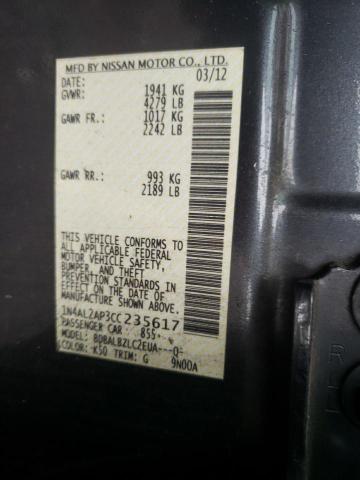 MFD BY NISSAN MOTOR CO., LTD.
DATE: 03/12
GVWR: 1941 KG
4279 LB
GAWR FR: 1017 KG
2242 LB
GAWR RR: 993 KG
2189 LB
THIS VEHICLE CONFORMS TO
ALL APPLICABLE FEDERAL
MOTOR VEHICLE SAFETY,
BUMPER, AND THEFT
PREVENTION STANDARDS
IN EFFECT ON THE DATE OF
MANUFACTURE SHOWN ABOVE.
1N4AL2AP3CC235617
PASSENGER CAR 855
MODEL: BDBALBZLCZEUA---Q-
COLOR: K50 TRIM: G 9N00A
R